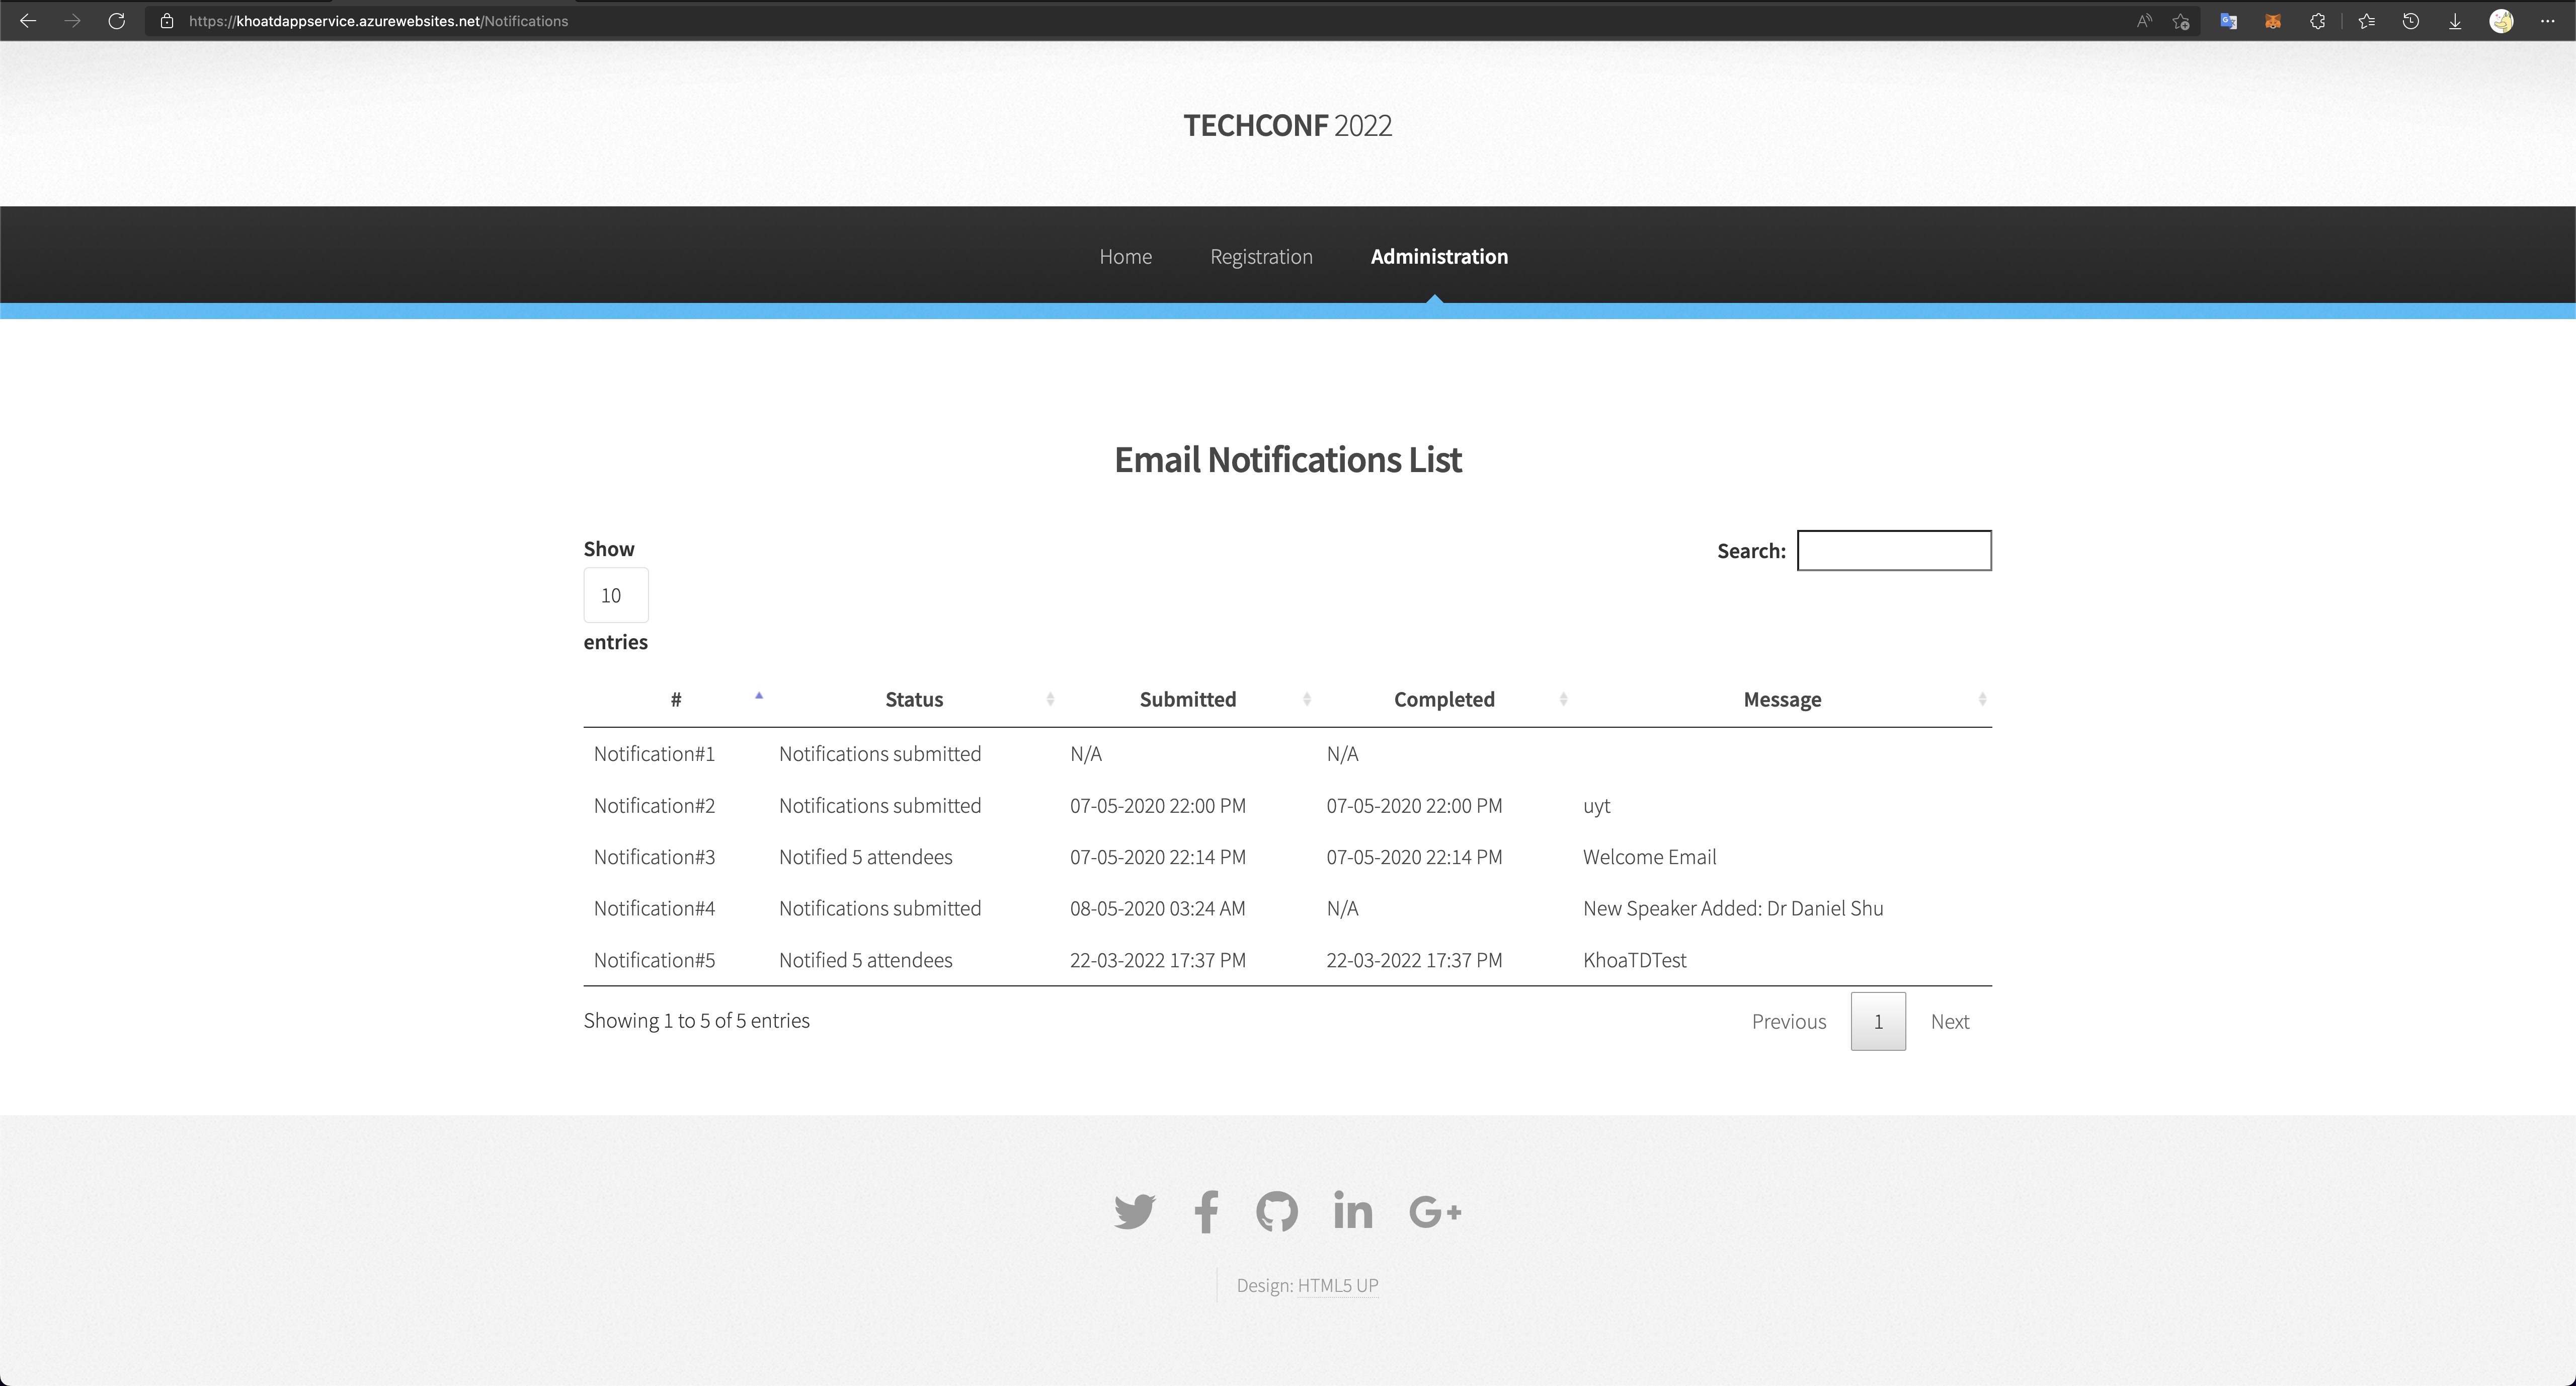 https://khoatdappservice.azurewebsites.net/Notifications
TECHCONF 2022
Home Registration Administration
Email Notifications List
Show
10
entries
Search:
# Status Submitted Completed Message
Notification#1 Notifications submitted N/A N/A
Notification#2 Notifications submitted 07-05-2020 22:00 PM 07-05-2020 22:00 PM uyt
Notification#3 Notified 5 attendees 07-05-2020 22:14 PM 07-05-2020 22:14 PM Welcome Email
Notification#4 Notifications submitted 08-05-2020 03:24 AM N/A New Speaker Added: Dr Daniel Shu
Notification#5 Notified 5 attendees 22-03-2022 17:37 PM 22-03-2022 17:37 PM KhoaTDTest
Showing 1 to 5 of 5 entries
Previous 1 Next
Design: HTML5 UP